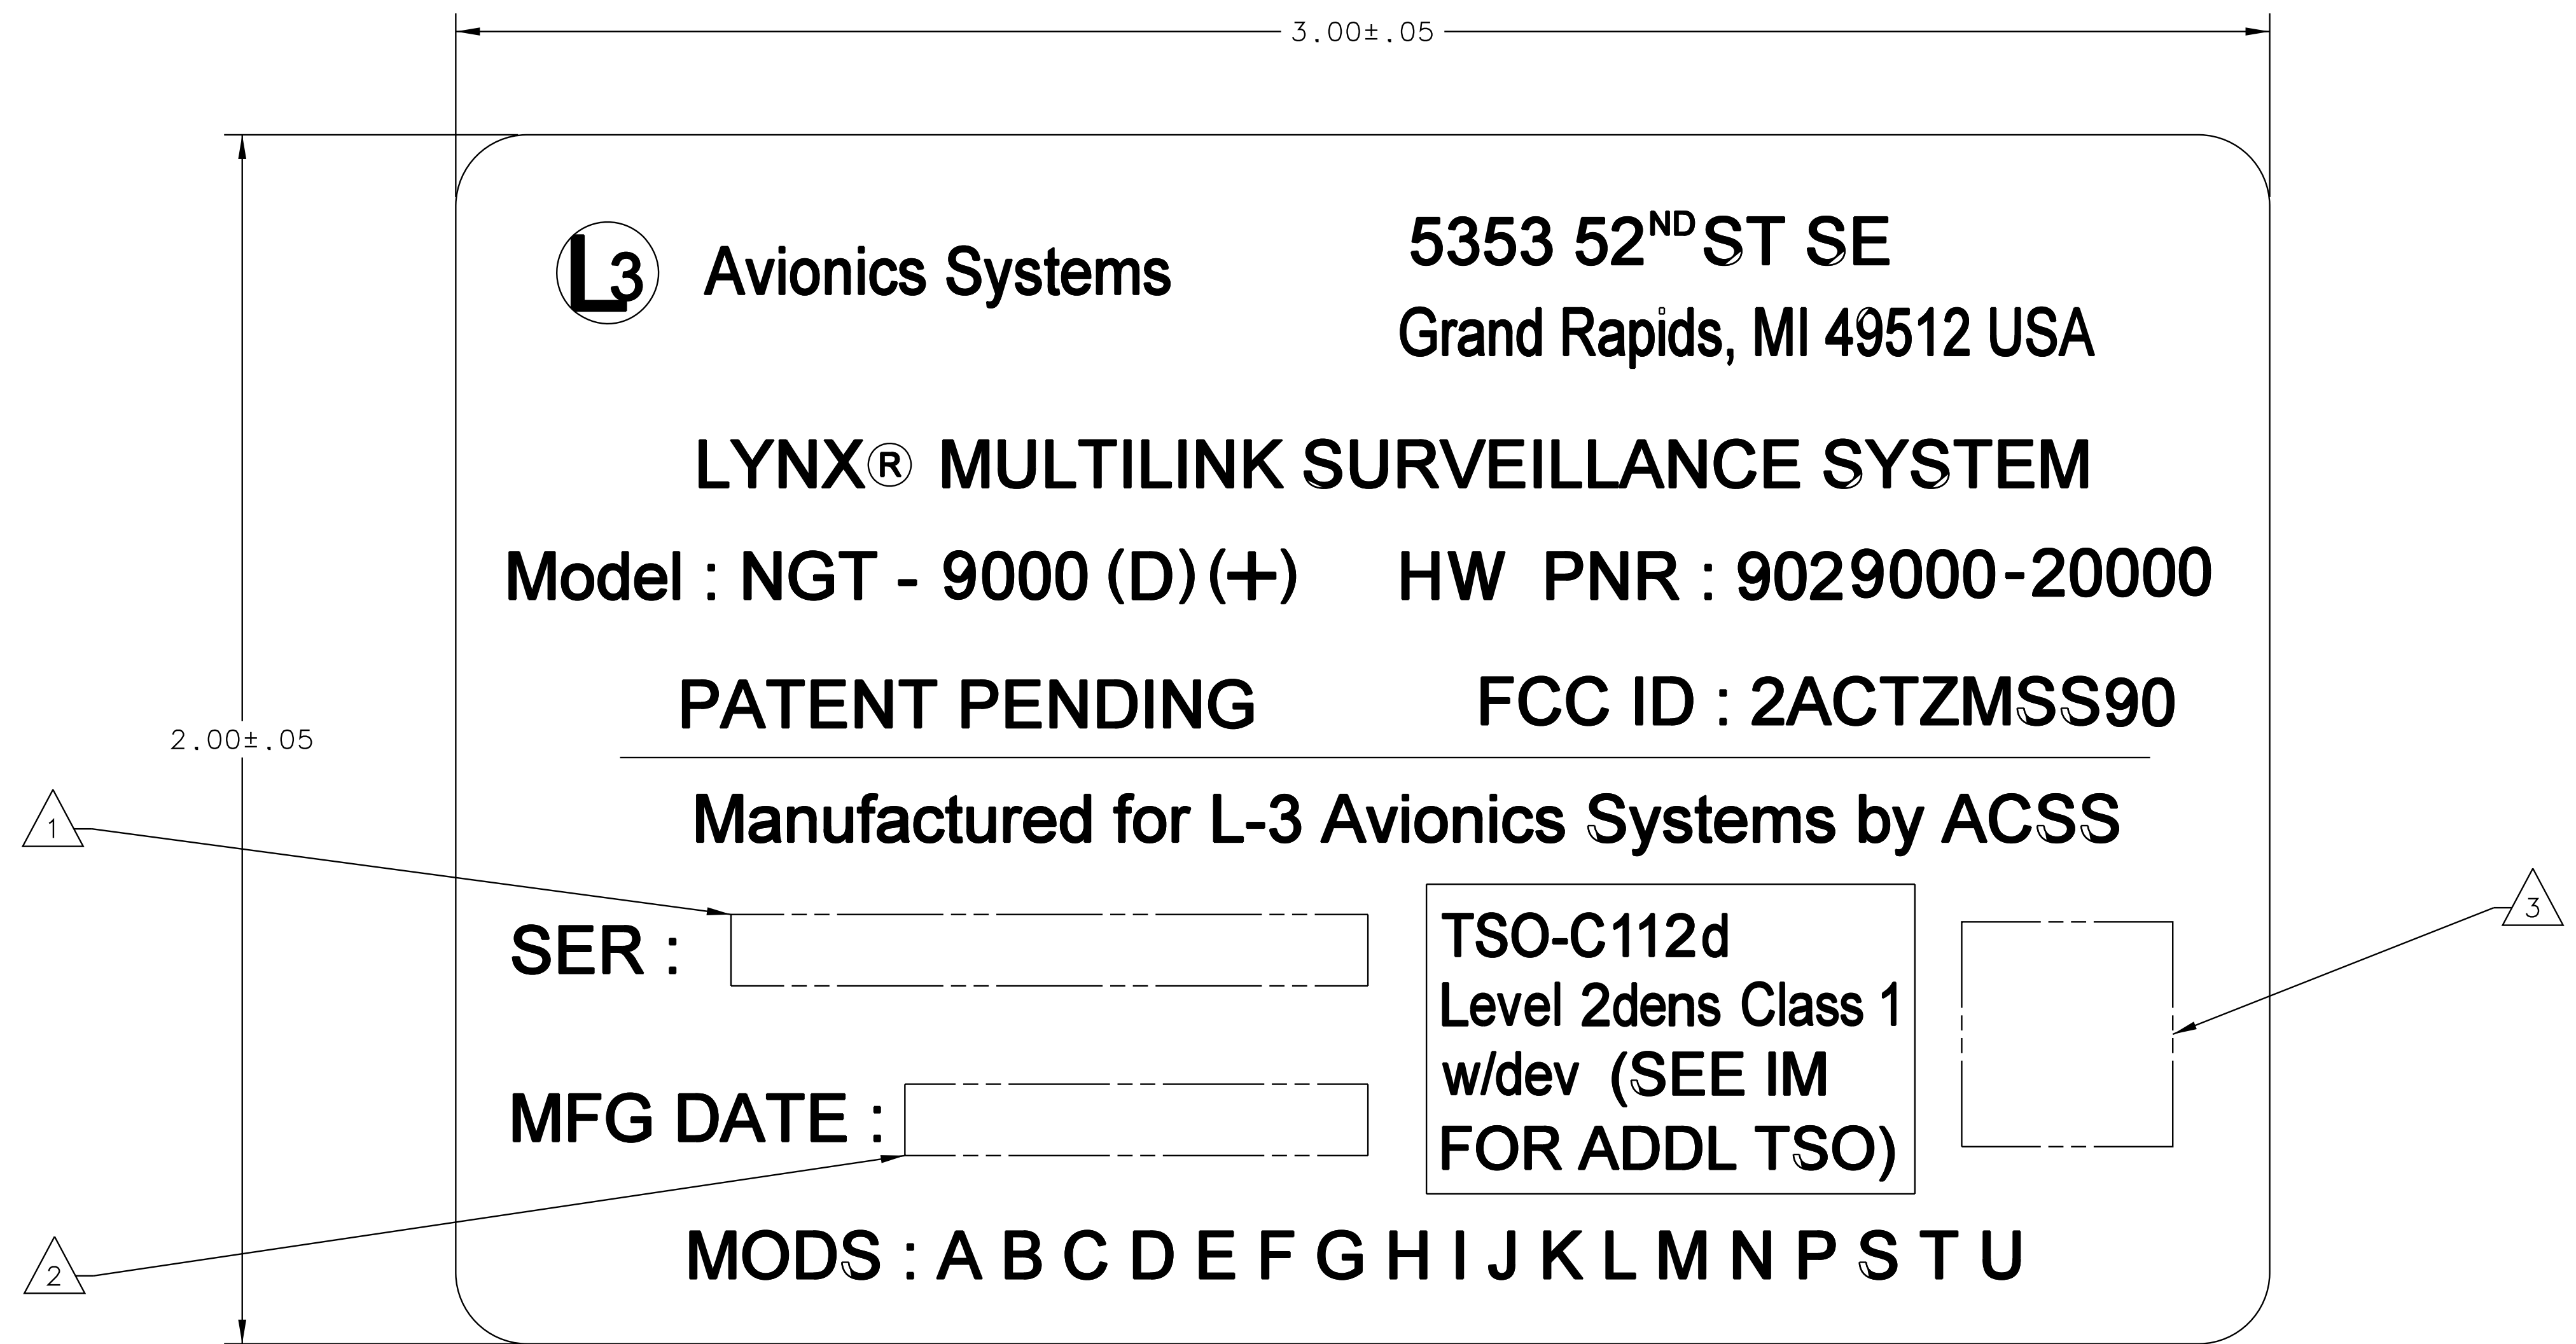 3.00±.05
L3 Avionics Systems
5353 52ND ST SE
Grand Rapids, MI 49512 USA
LYNX® MULTILINK SURVEILLANCE SYSTEM
Model : NGT - 9000 (D)(+) HW PNR : 9029000-20000
PATENT PENDING FCC ID : 2ACTZMSS90
2.00±.05
Manufactured for L-3 Avionics Systems by ACSS
1
SER :
TSO-C112d
Level 2dens Class 1
w/dev (SEE IM
FOR ADDL TSO)
3
MFG DATE :
2
MODS : A B C D E F G H I J K L M N P S T U